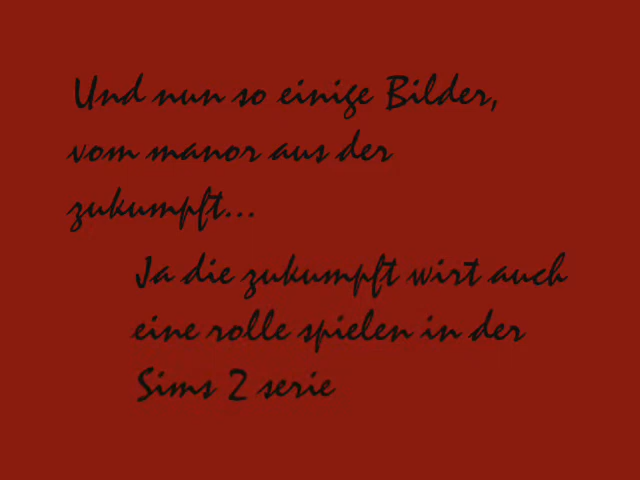 Und nun so einige Bilder,
vom manor aus der
zukumpft...
Ja die zukumpft wirt auch
eine rolle spielen in der
Sims 2 serie